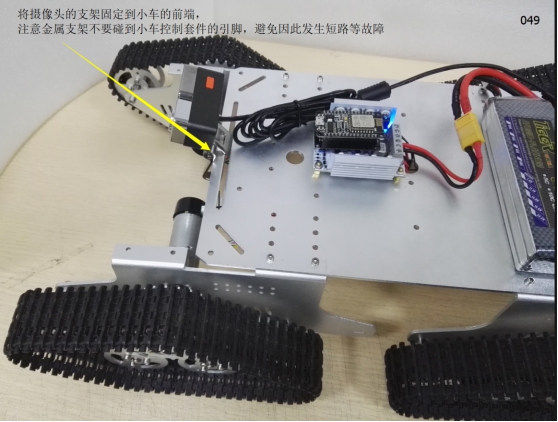 将摄像头的支架固定到小车的前端，
注意金属支架不要碰到小车控制套件的引脚，避免因此发生短路等故障
049